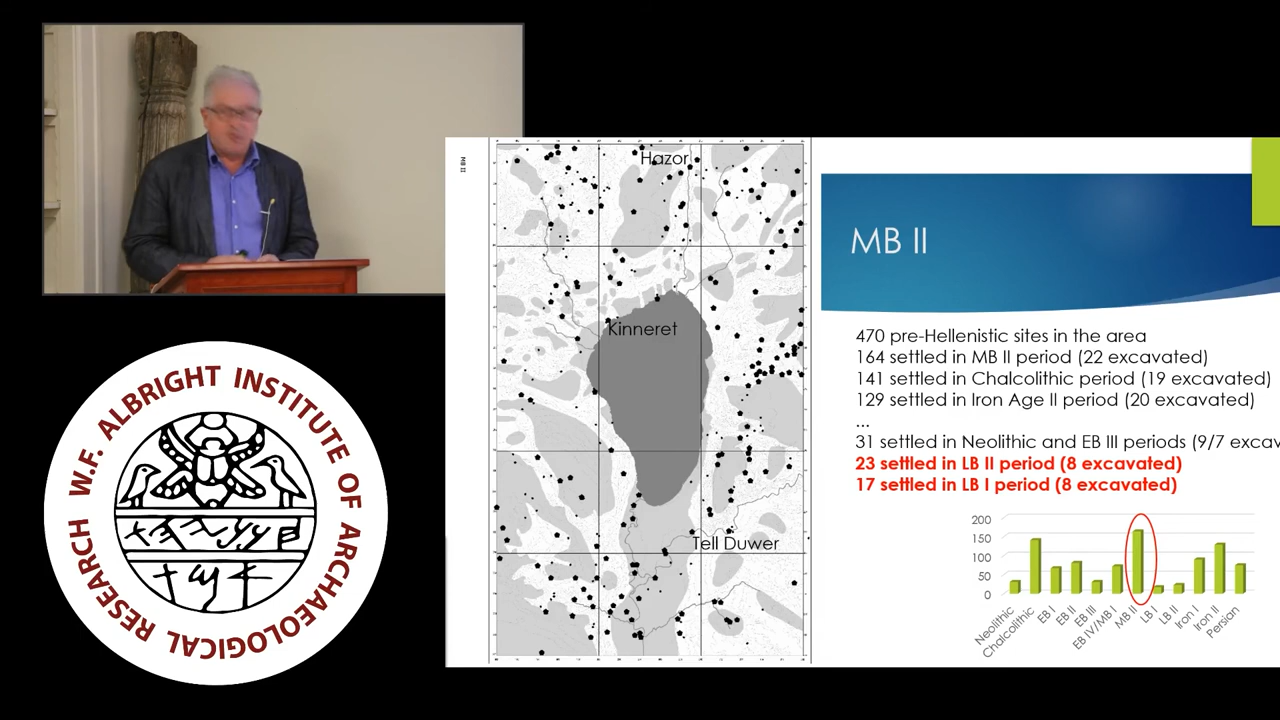 W.F. ALBRIGHT INSTITUTE OF ARCHAEOLOGICAL RESEARCH
MB II
Hazor
Kinneret
Tell Duwer
MB II
470 pre-Hellenistic sites in the area
164 settled in MB II period (22 excavated)
141 settled in Chalcolithic period (19 excavated)
129 settled in Iron Age II period (20 excavated)
...
31 settled in Neolithic and EB III periods (9/7 excav
23 settled in LB II period (8 excavated)
17 settled in LB I period (8 excavated)
200
150
100
50
0
Neolithic
Chalcolithic
EB I
EB II
EB III
EB IV/MB I
MB II
LB I
LB II
Iron I
Iron II
Persian